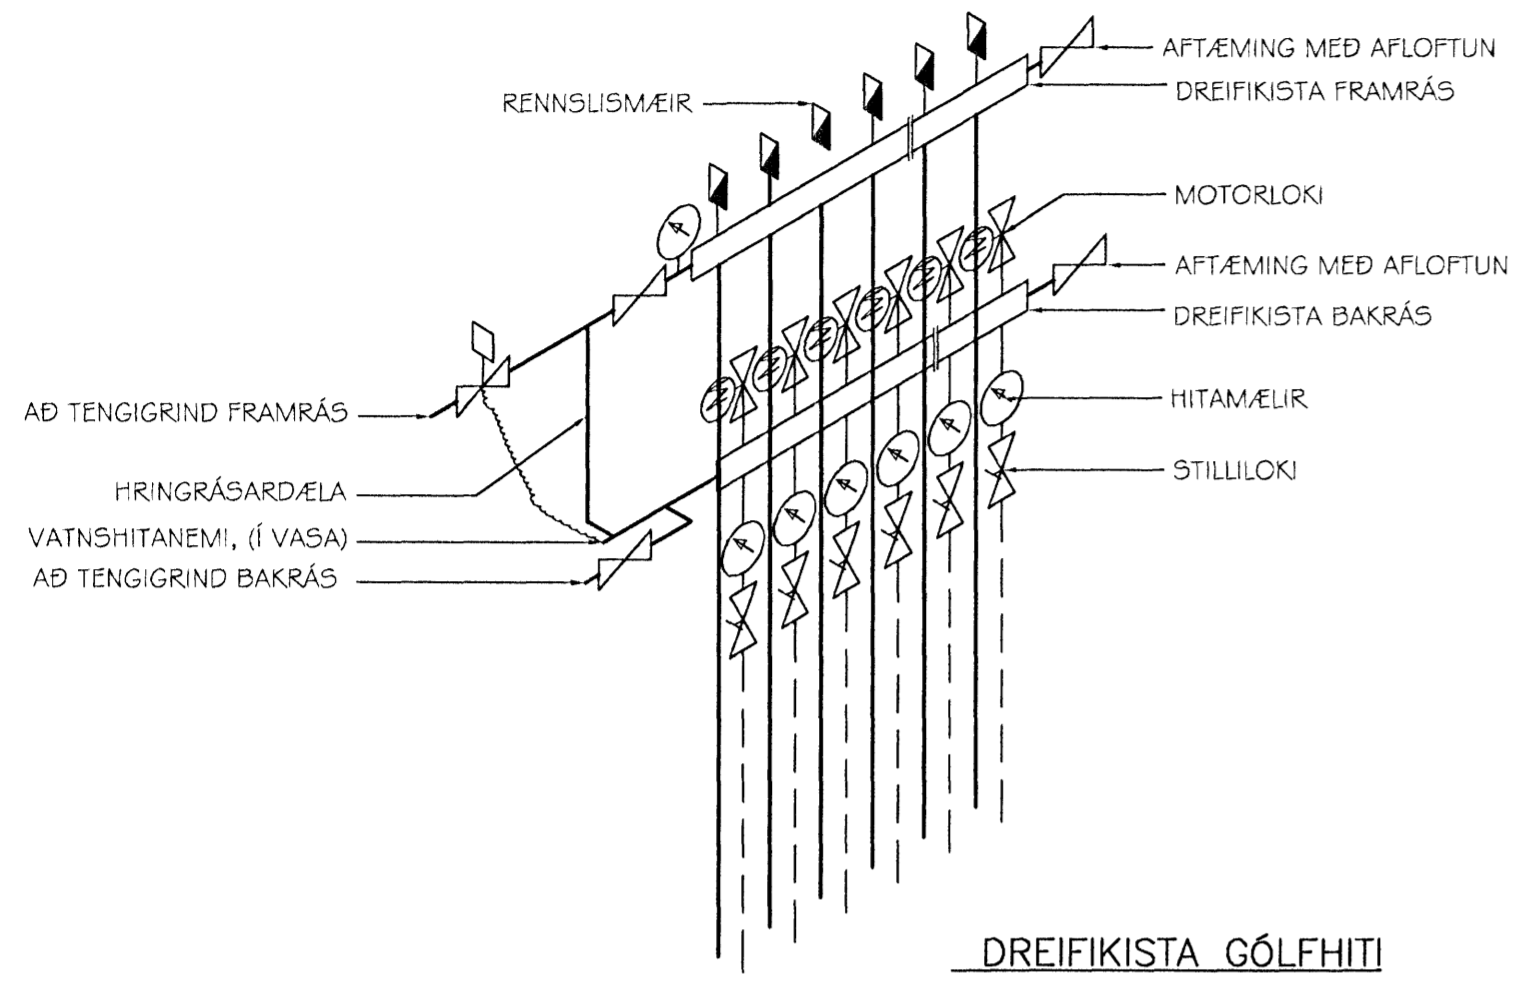 AFTÆMING MEÐ AFLOFTUN
DREIFIKISTA FRAMRÁS
RENNSLISMÆIR
MOTORLOKI
AFTÆMING MEÐ AFLOFTUN
DREIFIKISTA BAKRÁS
HITAMÆLIR
AÐ TENGIGRIND FRAMRÁS
STILLILOKI
HRINGRÁSARDÆLA
VATNSHITANEMI, (Í VASA)
AÐ TENGIGRIND BAKRÁS
DREIFIKISTA GÓLFHITI